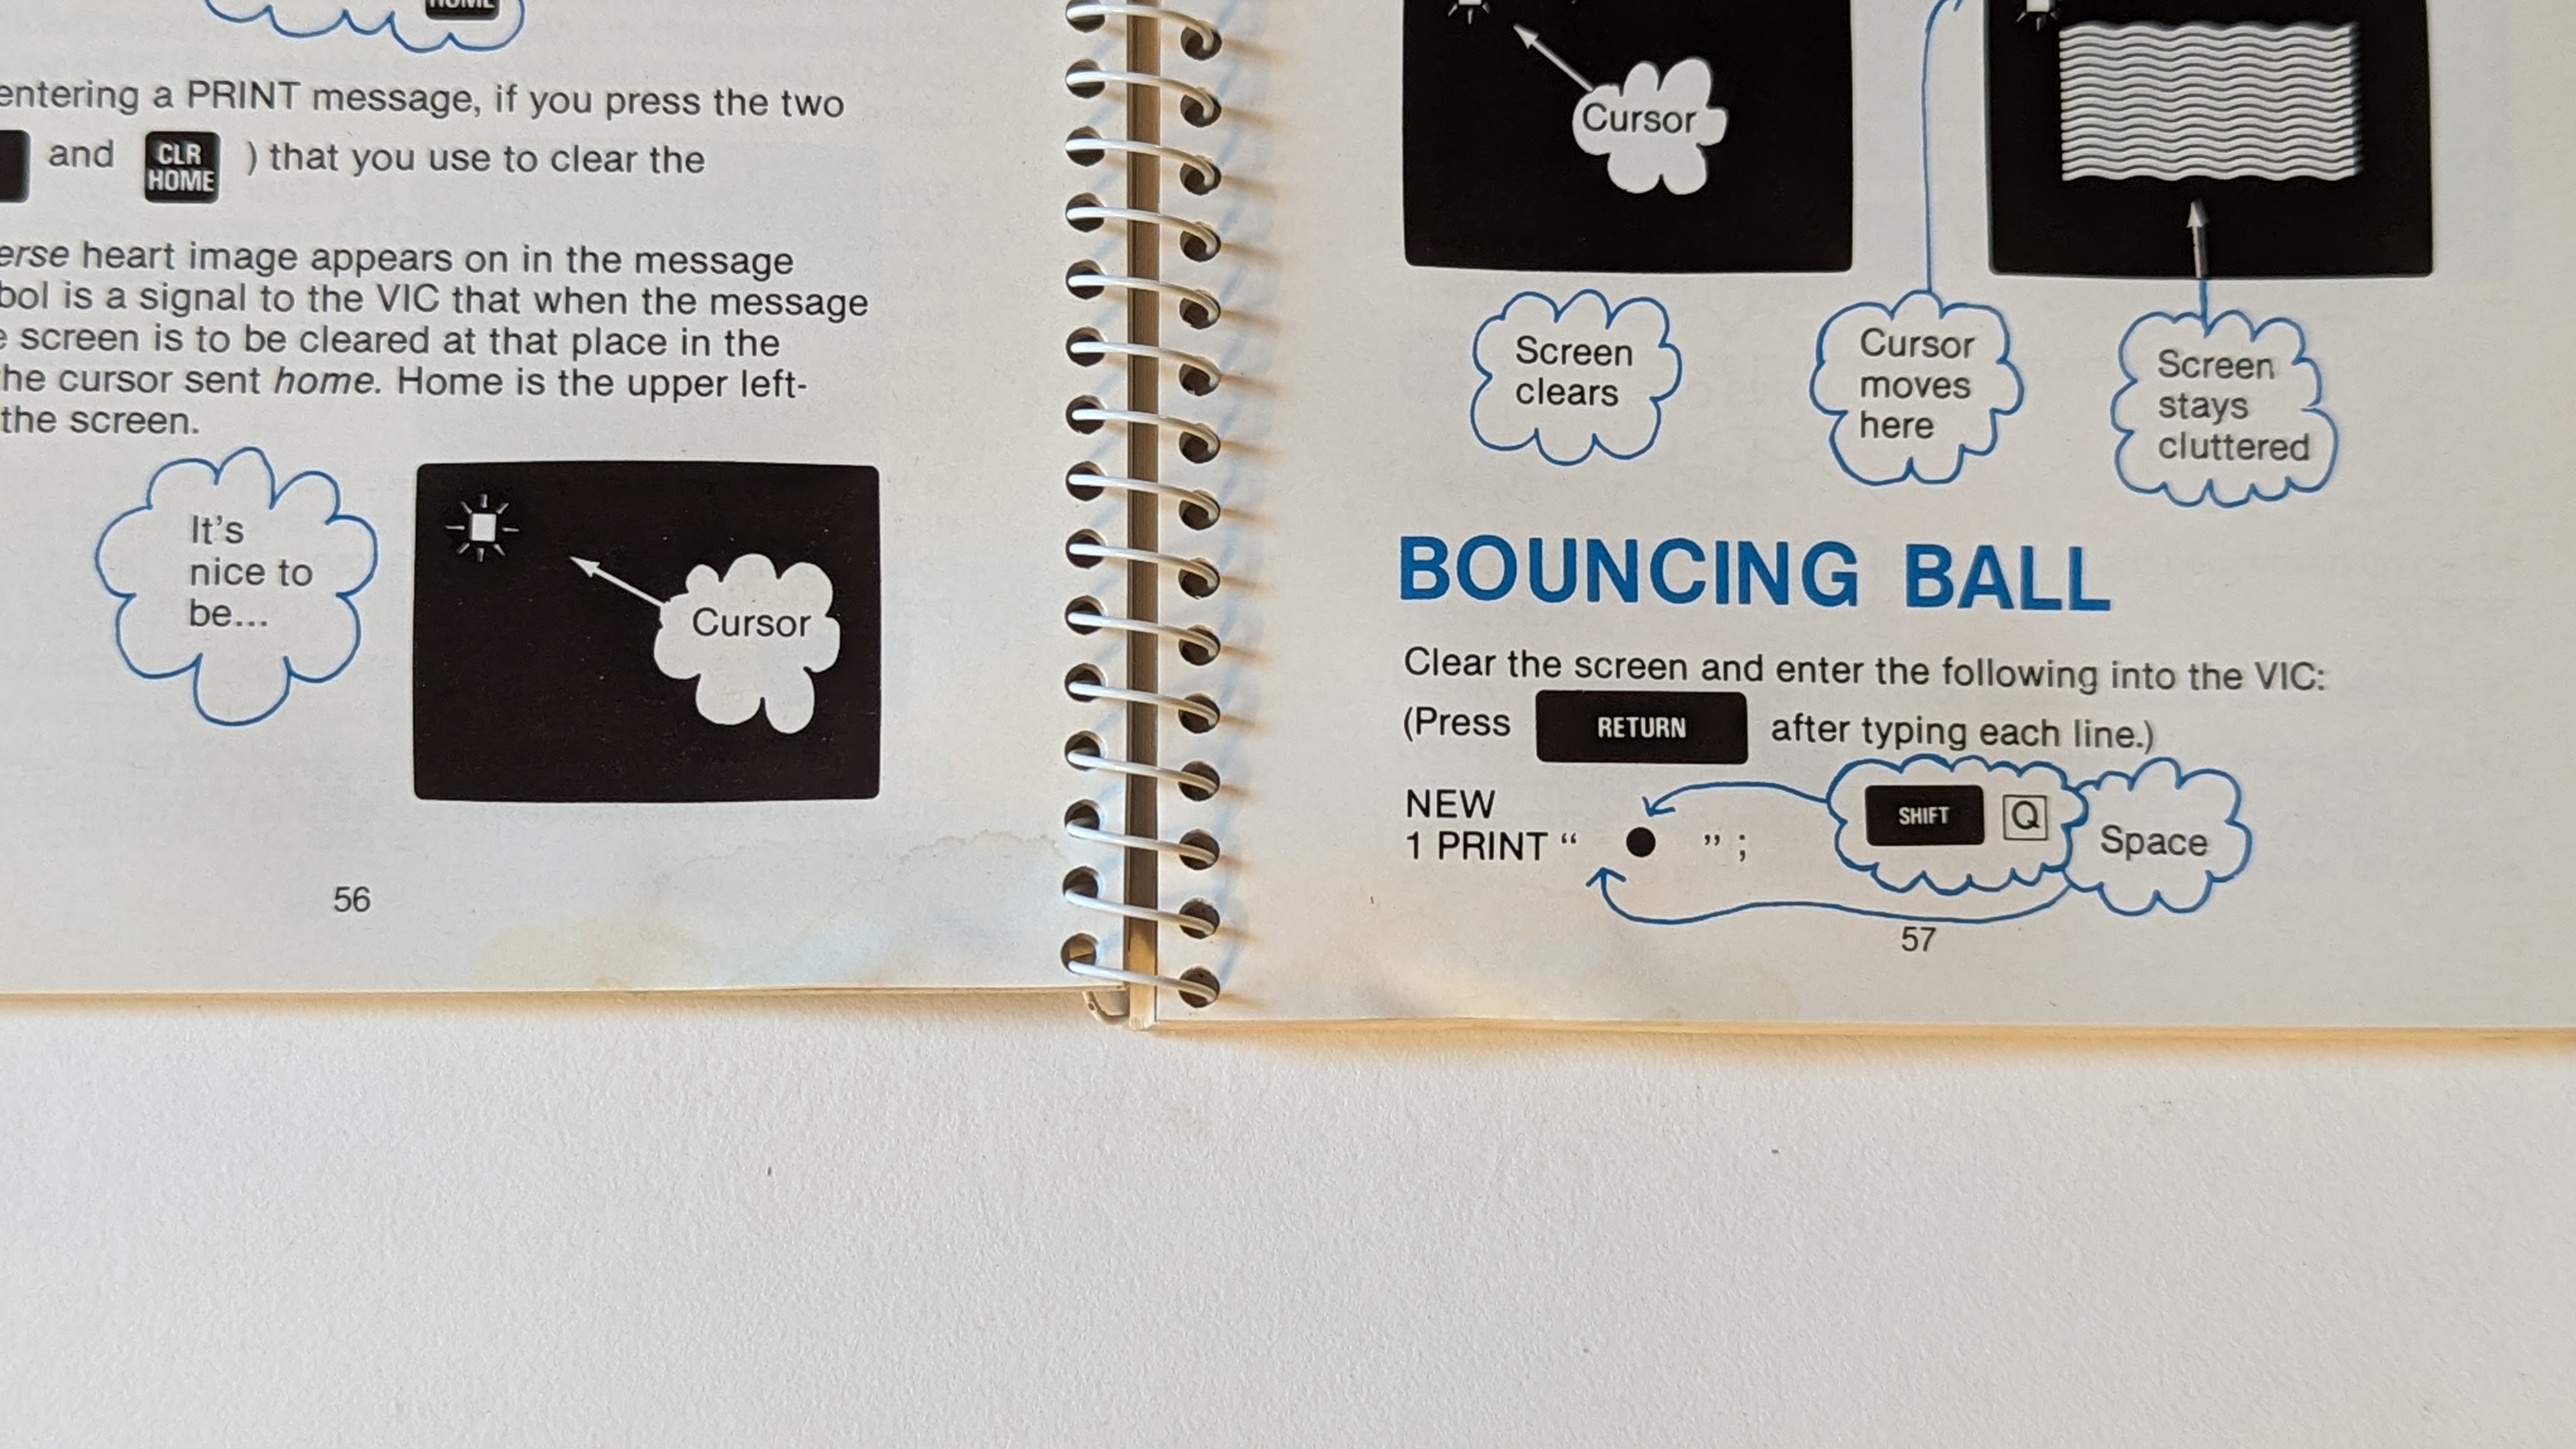 HOME
entering a PRINT message, if you press the two
and CLR HOME ) that you use to clear the
heart image appears on in the message
is a signal to the VIC that when the message
screen is to be cleared at that place in the
the cursor sent home. Home is the upper left-
the screen.
It's
nice to
be...
Cursor
56
Cursor
Screen
clears
Cursor
moves
here
Screen
stays
cluttered
BOUNCING BALL
Clear the screen and enter the following into the VIC:
(Press RETURN after typing each line.)
NEW
1 PRINT “ ● ” ;
SHIFT Q
Space
57